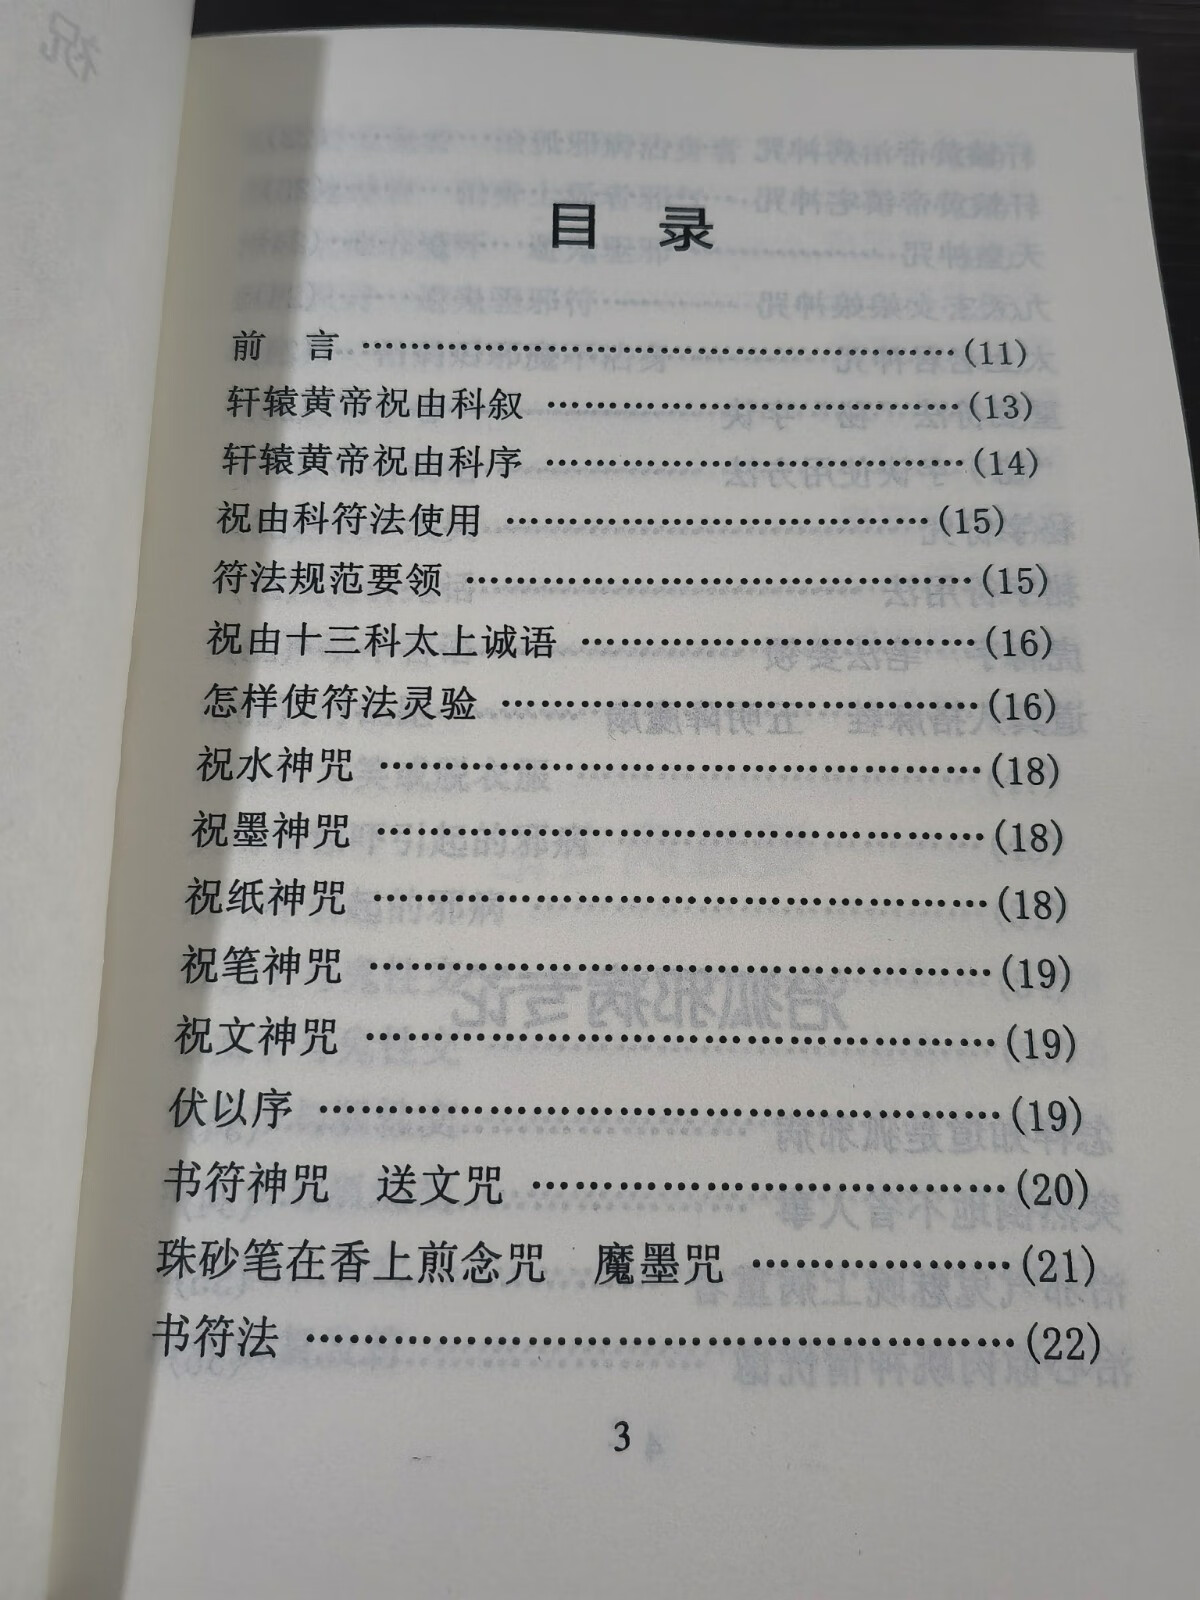 目 录
前 言 ……………………………………………(11)
轩辕黄帝祝由科叙 ………………………………(13)
轩辕黄帝祝由科序 ………………………………(14)
祝由科符法使用 ………………………………(15)
符法规范要领 ……………………………………(15)
祝由十三科太上诚语 ……………………………(16)
怎样使符法灵验 …………………………………(16)
祝水神咒 …………………………………………(18)
祝墨神咒 …………………………………………(18)
祝纸神咒 …………………………………………(18)
祝笔神咒 …………………………………………(19)
祝文神咒 …………………………………………(19)
伏以序 ……………………………………………(19)
书符神咒 送文咒 ………………………………(20)
珠砂笔在香上煎念咒 魔墨咒 …………………(21)
书符法 ……………………………………………(22)
3